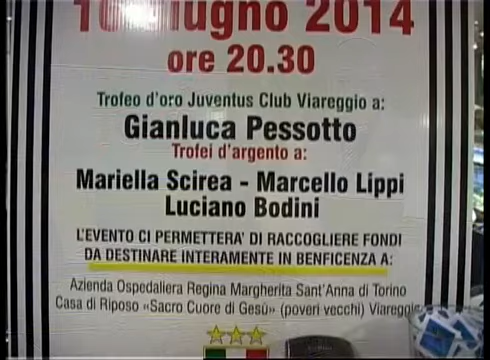 10 Giugno 2014
ore 20.30
Trofeo d'oro Juventus Club Viareggio a:
Gianluca Pessotto
Trofei d'argento a:
Mariella Scirea - Marcello Lippi
Luciano Bodini
L'EVENTO CI PERMETTERA' DI RACCOGLIERE FONDI
DA DESTINARE INTERAMENTE IN BENFICENZA A:
Azienda Ospedaliera Regina Margherita Sant'Anna di Torino
Casa di Riposo «Sacro Cuore di Gesù» (poveri vecchi) Viareggio